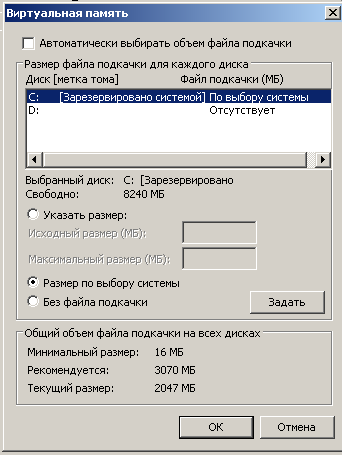 Виртуальная память
Автоматически выбирать объем файла подкачки
Размер файла подкачки для каждого диска
Диск [метка тома] Файл подкачки (МБ)
C: [Зарезервировано системой] По выбору системы
D: Отсутствует
Выбранный диск: C: [Зарезервировано
Свободно: 8240 МБ
Указать размер:
Исходный размер (МБ):
Максимальный размер (МБ):
Размер по выбору системы
Без файла подкачки Задать
Общий объем файла подкачки на всех дисках
Минимальный размер: 16 МБ
Рекомендуется: 3070 МБ
Текущий размер: 2047 МБ
OK Отмена